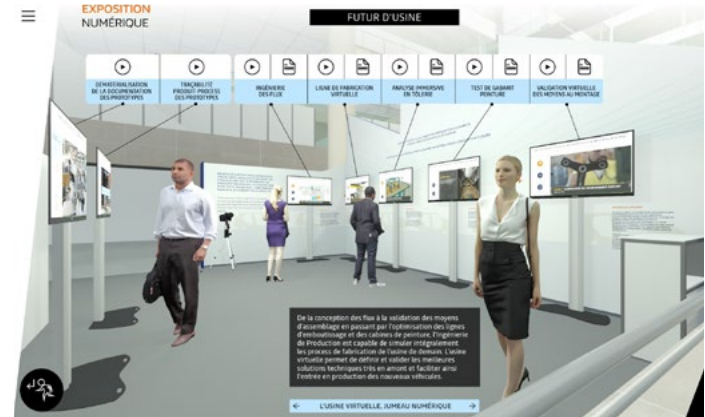 EXPOSITION
NUMÉRIQUE
FUTUR D'USINE
DÉMATÉRIALISATION
DE LA DOCUMENTATION
DES PROTOTYPES
TRAÇABILITÉ
PRODUIT-PROCESS
DES PROTOTYPES
INGÉNIERIE
DES FLUX
LIGNE DE FABRICATION
VIRTUELLE
ANALYSE IMMERSIVE
EN TÔLERIE
TEST DE GABARIT
PEINTURE
VALIDATION VIRTUELLE
DES MOYENS AU MONTAGE
De la conception des flux à la validation des moyens
d'assemblage en passant par l'optimisation des lignes
d'emboutissage et des cabines de peinture, l'Ingénierie
de Production est capable de simuler intégralement
les process de fabrication de l'usine de demain. L'usine
virtuelle permet de définir et valider les meilleures
solutions techniques très en amont et faciliter ainsi
l'entrée en production des nouveaux véhicules.
L'USINE VIRTUELLE, JUMEAU NUMÉRIQUE